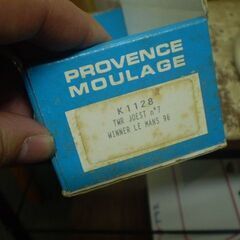 PROVENCE
MOULAGE
K1128
TWR JOEST n°7
WINNER LE MANS 96